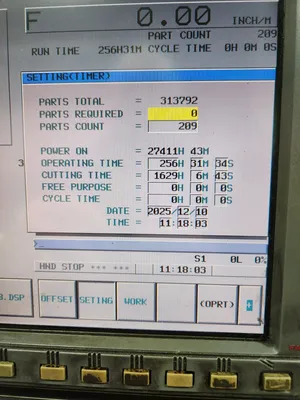 F 0.00 INCH/M
PART COUNT 209
RUN TIME 256H31M CYCLE TIME 0H 0M 0S
SETTING(TIMER)
PARTS TOTAL = 313792
PARTS REQUIRED = 0
PARTS COUNT = 209
POWER ON = 27411H 43M
OPERATING TIME = 256H 31M 34S
CUTTING TIME = 1629H 6M 43S
FREE PURPOSE = 0H 0M 0S
CYCLE TIME = 0H 0M 0S
DATE = 2025/12/10
TIME = 11:18:03
3
S1 0L 0%
HND STOP *** *** 11:18:03
.DSP OFFSET SETING WORK (OPRT) +